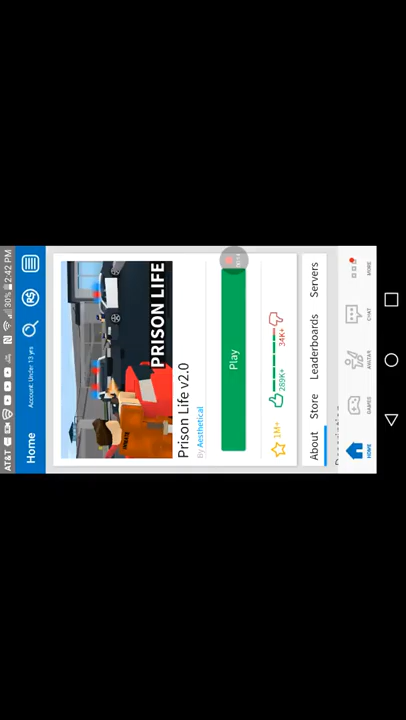 AT&T
30%
2:42 PM
Home
Account: Under 13 yrs
R$
PRISON LIFE
Prison Life v2.0
By Aesthetical
Play
1M+
289K+
34K+
About
Store
Leaderboards
Servers
HOME
GAMES
AVATAR
CHAT
MORE